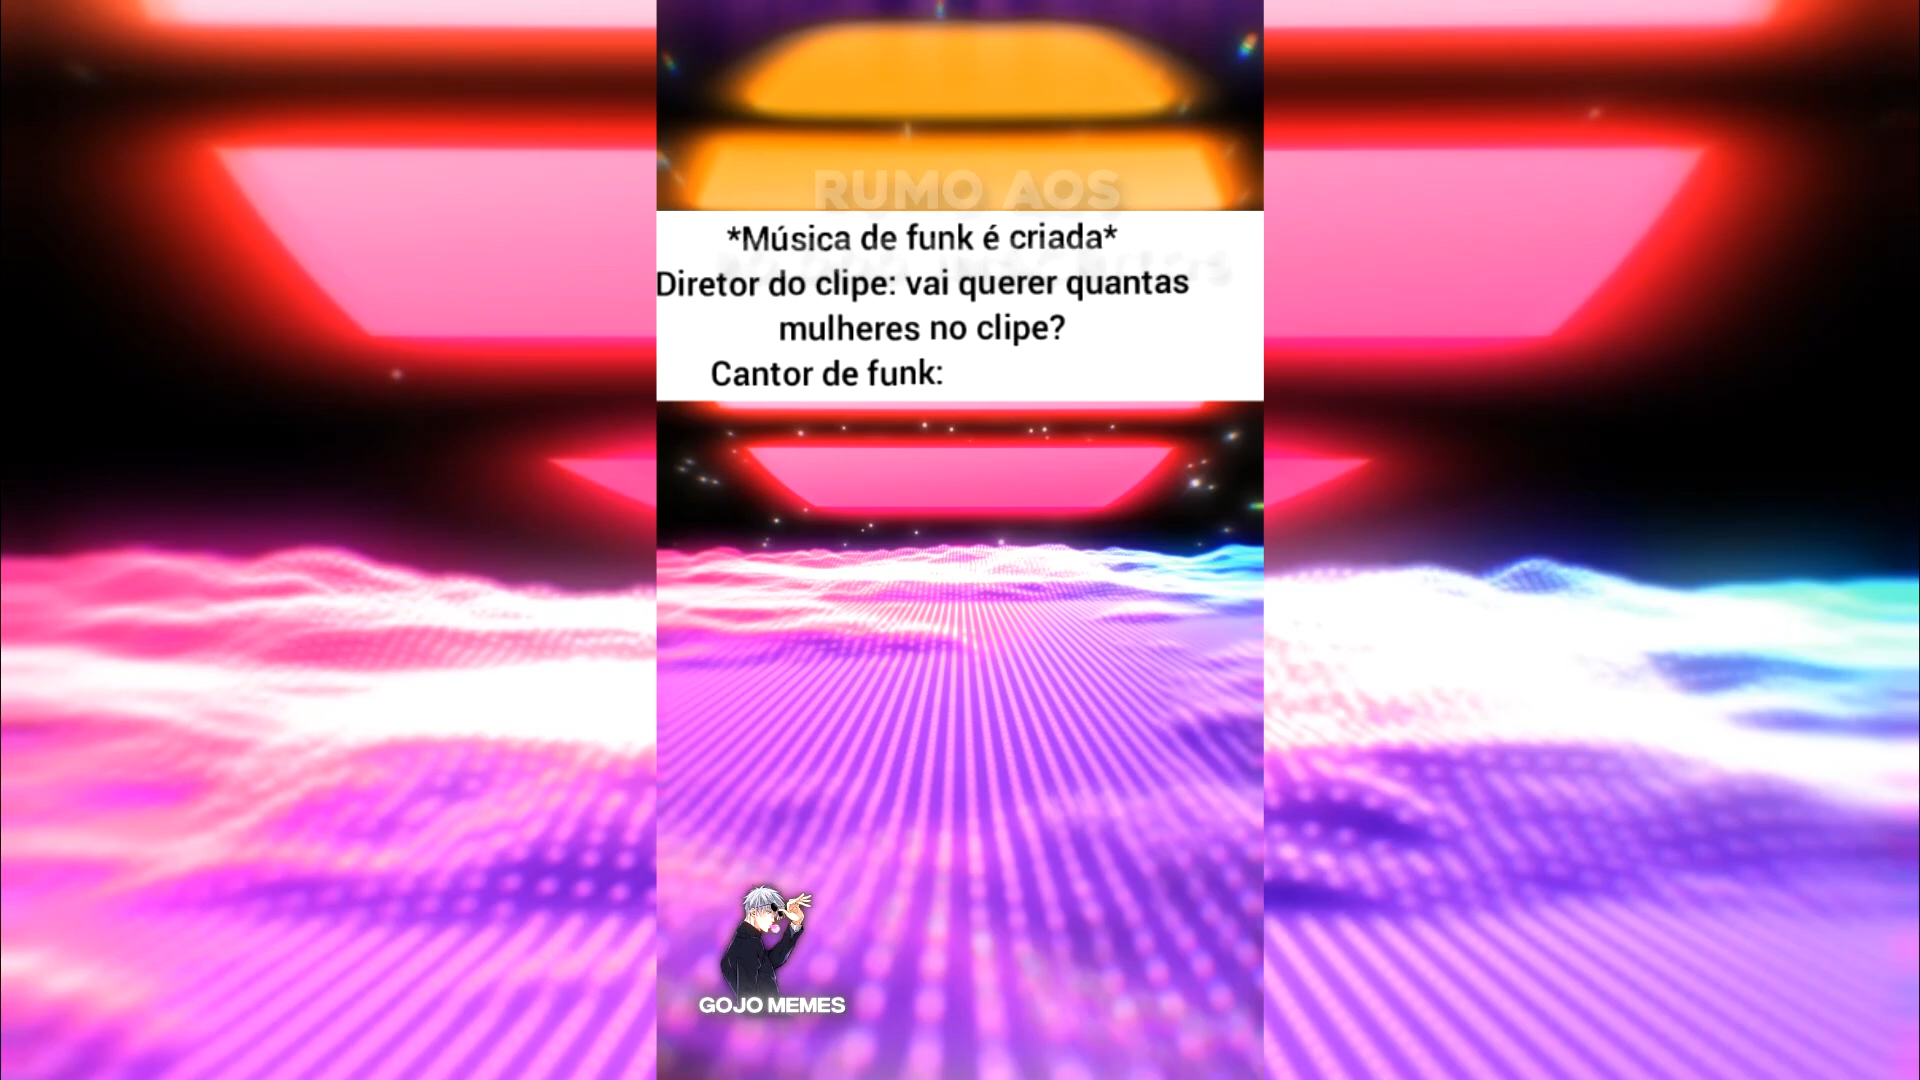 RUMO AOS
*Música de funk é criada*
Diretor do clipe: vai querer quantas
mulheres no clipe?
Cantor de funk:
GOJO MEMES